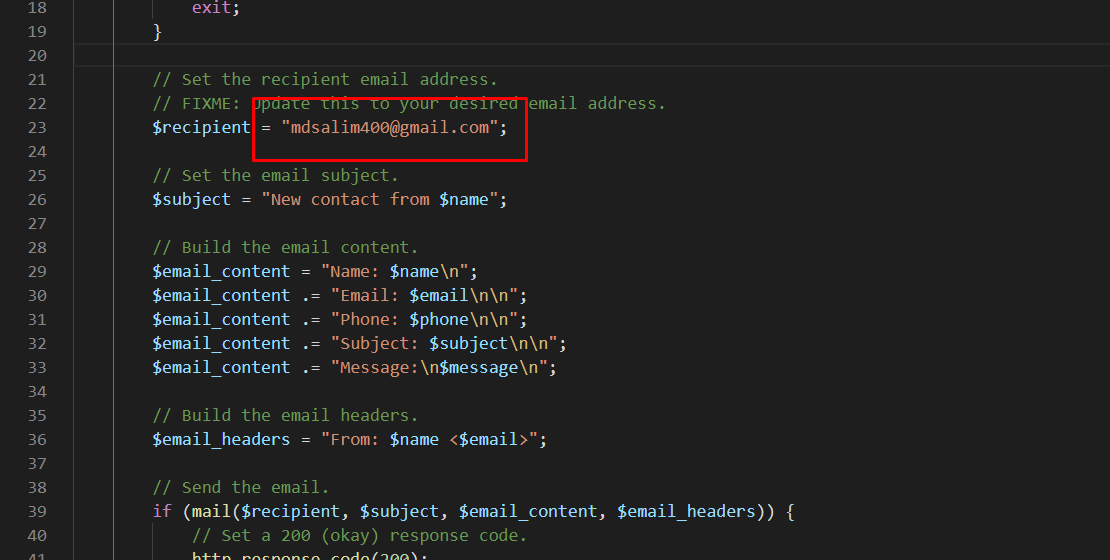 18 exit;
19 }
20
21 // Set the recipient email address.
22 // FIXME: Update this to your desired email address.
23 $recipient = "mdsalim400@gmail.com";
24
25 // Set the email subject.
26 $subject = "New contact from $name";
27
28 // Build the email content.
29 $email_content = "Name: $name\n";
30 $email_content .= "Email: $email\n\n";
31 $email_content .= "Phone: $phone\n\n";
32 $email_content .= "Subject: $subject\n\n";
33 $email_content .= "Message:\n$message\n";
34
35 // Build the email headers.
36 $email_headers = "From: $name <$email>";
37
38 // Send the email.
39 if (mail($recipient, $subject, $email_content, $email_headers)) {
40 // Set a 200 (okay) response code.
41 http_response_code(200);